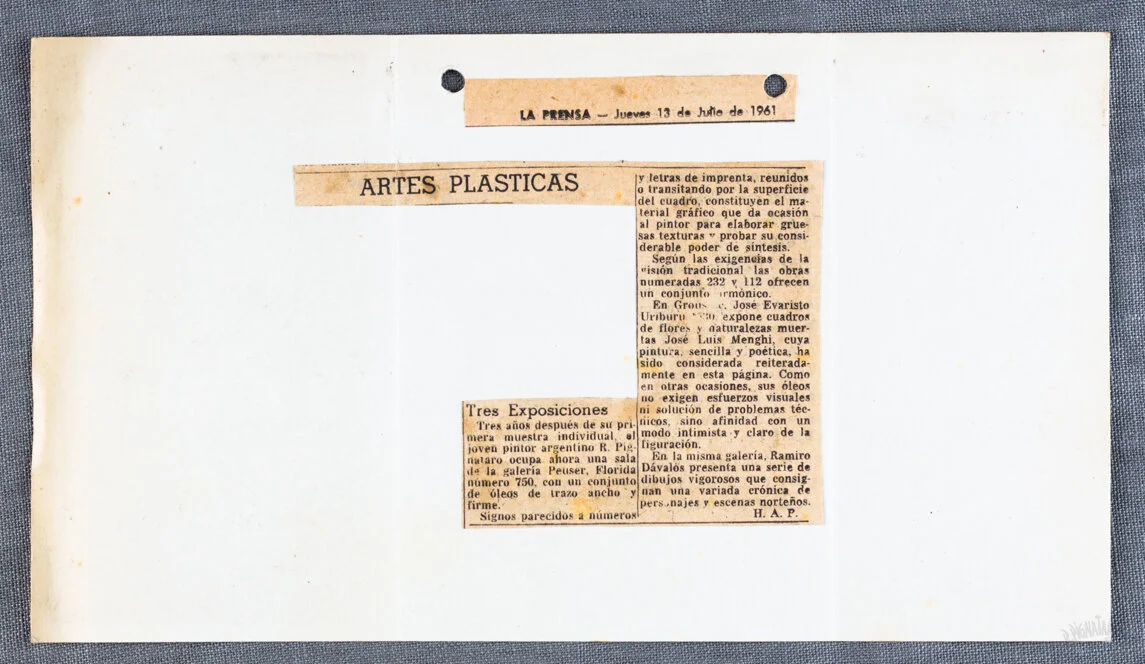 LA PRENSA — Jueves 13 de Julio de 1961
ARTES PLASTICAS
Tres Exposiciones
Tres años después de su pri-
mera muestra individual, el
joven pintor argentino R. Pig-
nataro ocupa ahora una sala
de la galería Peuser, Florida
número 750, con un conjunto
de óleos de trazo ancho y
firme.
Signos parecidos a números
y letras de imprenta, reunidos
o transitando por la superficie
del cuadro, constituyen el ma-
terial gráfico que da ocasión
al pintor para elaborar grue-
sas texturas y probar su consi-
derable poder de síntesis.
Según las exigencias de la
visión tradicional las obras
numeradas 232 y 112 ofrecen
un conjunto armónico.
En José Evaristo
Uriburu expone cuadros
de flores y naturalezas muer-
tas José Luis Menghi, cuya
pintura, sencilla y poética, ha
sido considerada reiterada-
mente en esta página. Como
en otras ocasiones, sus óleos
no exigen esfuerzos visuales
ni solución de problemas téc-
nicos, sino afinidad con un
modo intimista y claro de la
figuración.
En la misma galería, Ramiro
Dávalos presenta una serie de
dibujos vigorosos que consig-
nan una variada crónica de
personajes y escenas norteños.
H. A. P.